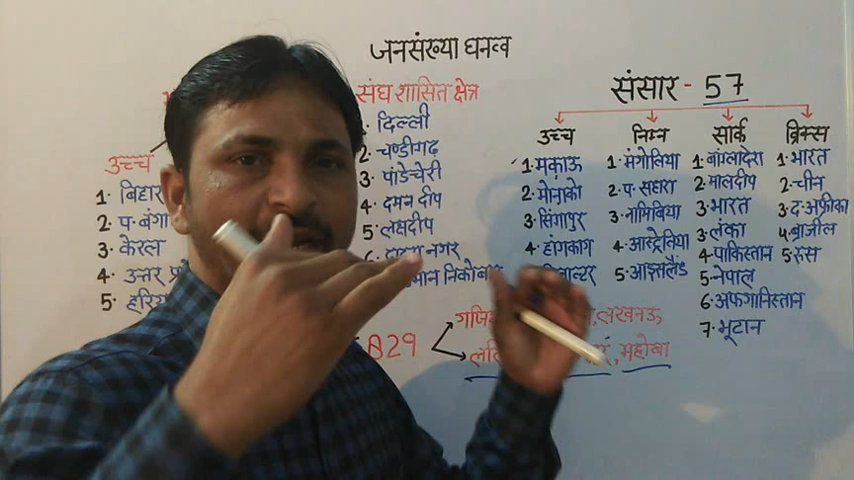 जनसंख्या घनत्व
संघ शासित क्षेत्र
संसार - 57
उच्च
1. बिहार
2. प. बंगा
3. केरल
4. उत्तर
5. हरि
दिल्ली
2. चण्डीगढ़
3. पांडेचेरी
4. दमन दीप
5. लक्षदीप
6. नगर
निकोबा
उच्च
1. मकाऊ
2. मोनाको
3. सिंगापुर
4. हांगकांग
निम्न
1. मंगोलिया
2. प. सहारा
3. नामिबिया
4. आस्ट्रेलिया
5. आइसलैंड
सार्क
1. बांग्लादेश
2. मालदीप
3. भारत
3. लंका
4. पाकिस्तान
5. नेपाल
6. अफगानिस्तान
7. भूटान
ब्रिक्स
1. भारत
2. चीन
3. द. अफ्रीका
4. ब्राजील
5. रूस
829
लखनऊ
महोबा